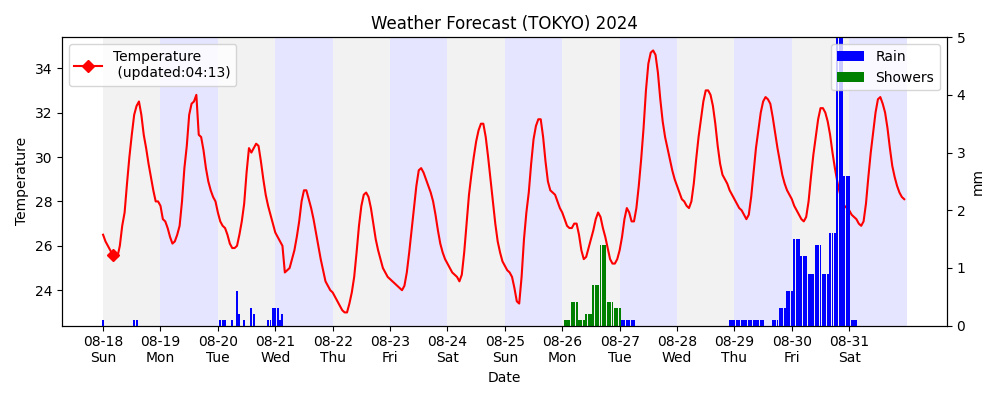 Weather Forecast (TOKYO) 2024
Temperature
(updated:04:13)
Rain
Showers
Temperature
34
32
30
28
26
24
5
4
3
2
1
0
mm
08-18 08-19 08-20 08-21 08-22 08-23 08-24 08-25 08-26 08-27 08-28 08-29 08-30 08-31
Sun Mon Tue Wed Thu Fri Sat Sun Mon Tue Wed Thu Fri Sat
Date